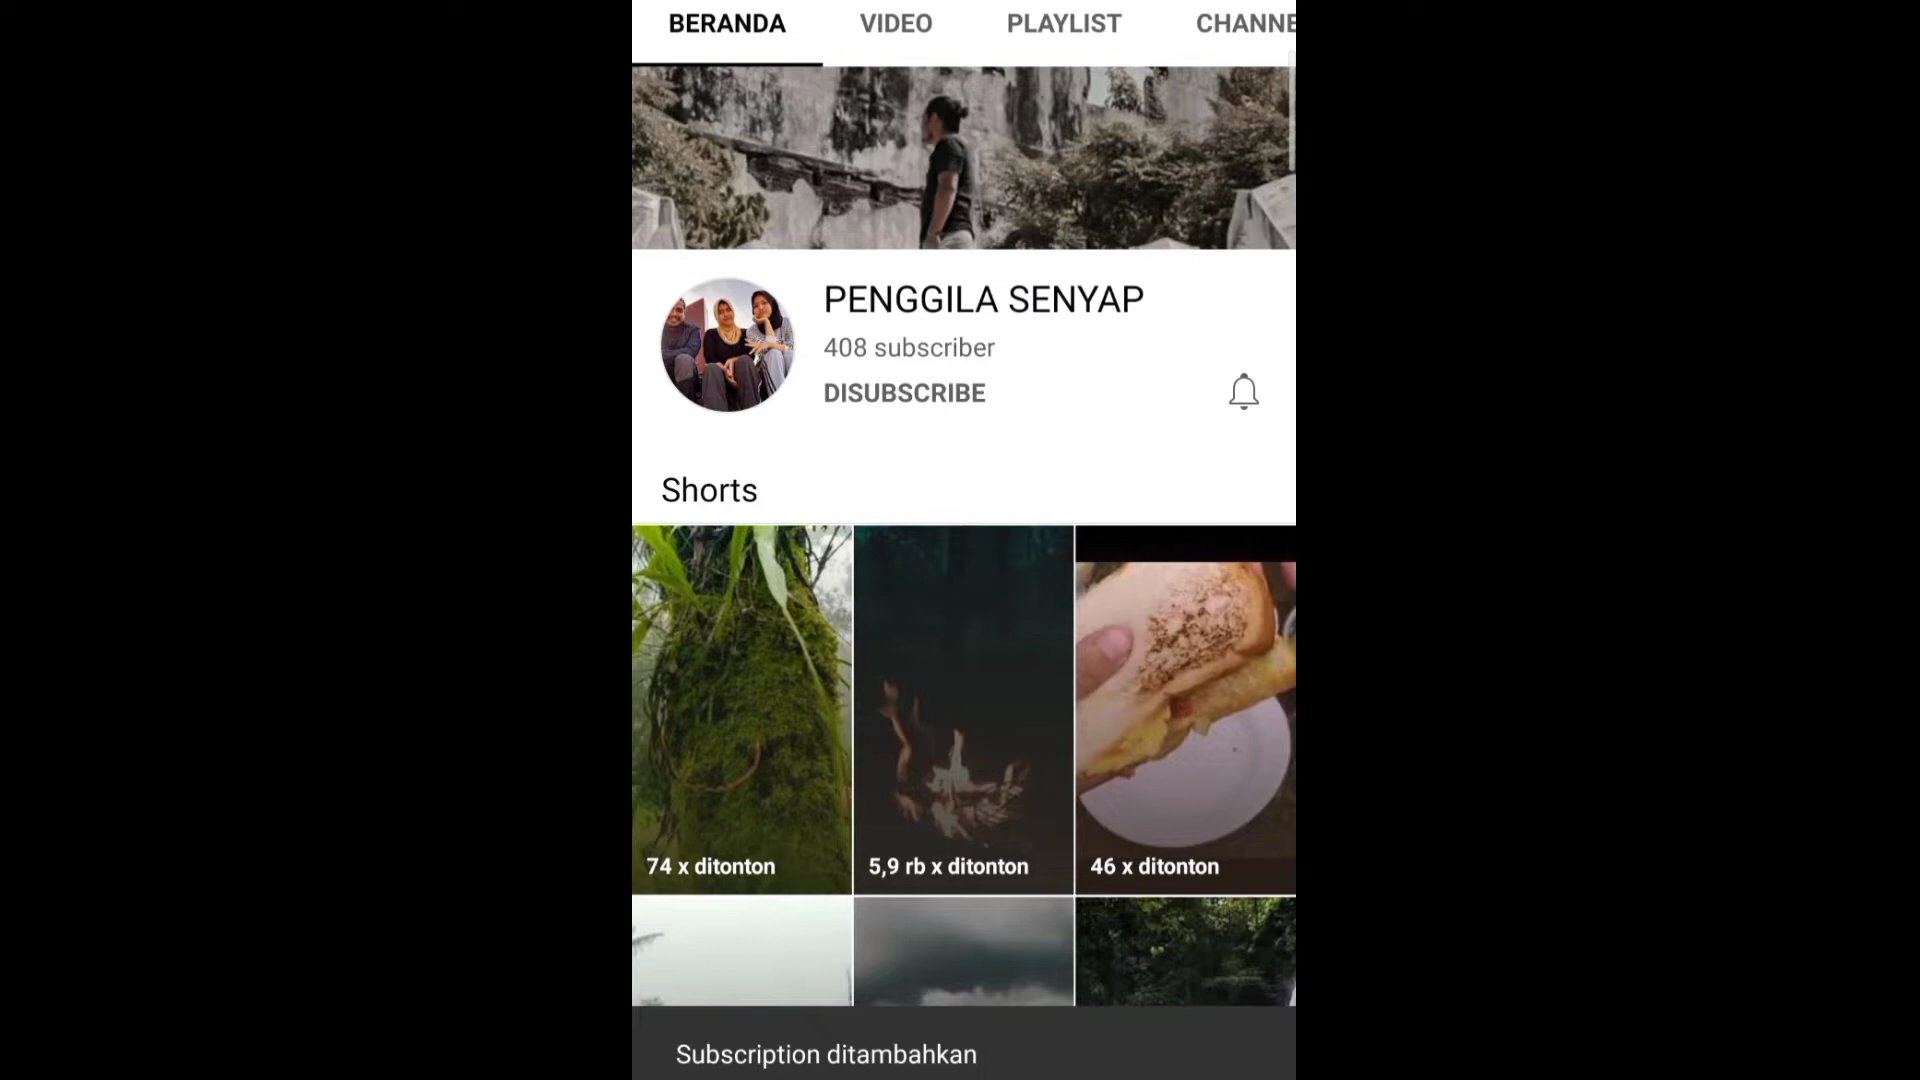 BERANDA VIDEO PLAYLIST CHANNE
PENGGILA SENYAP
408 subscriber
DISUBSCRIBE
Shorts
74 x ditonton 5,9 rb x ditonton 46 x ditonton
Subscription ditambahkan